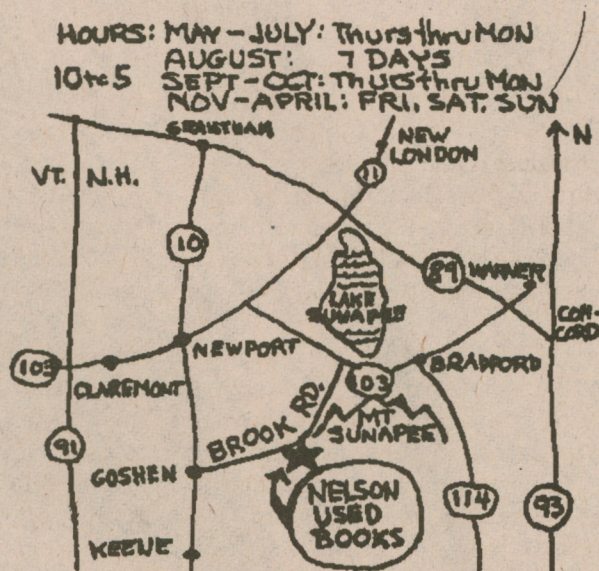 HOURS: MAY-JULY: Thurs thru MON
AUGUST: 7 DAYS
10 to 5 SEPT-OCT: Thurs thru MON
NOV-APRIL: FRI. SAT. SUN
GRANTHAM
NEW
LONDON
N
VT. N.H.
11
10
89
WARNER
LAKE
SUNAPEE
CON-
CORD
NEWPORT
103
CLAREMONT
103
BRADFORD
BROOK RD.
MT
SUNAPEE
91
GOSHEN
NELSON
USED
BOOKS
114
93
KEENE